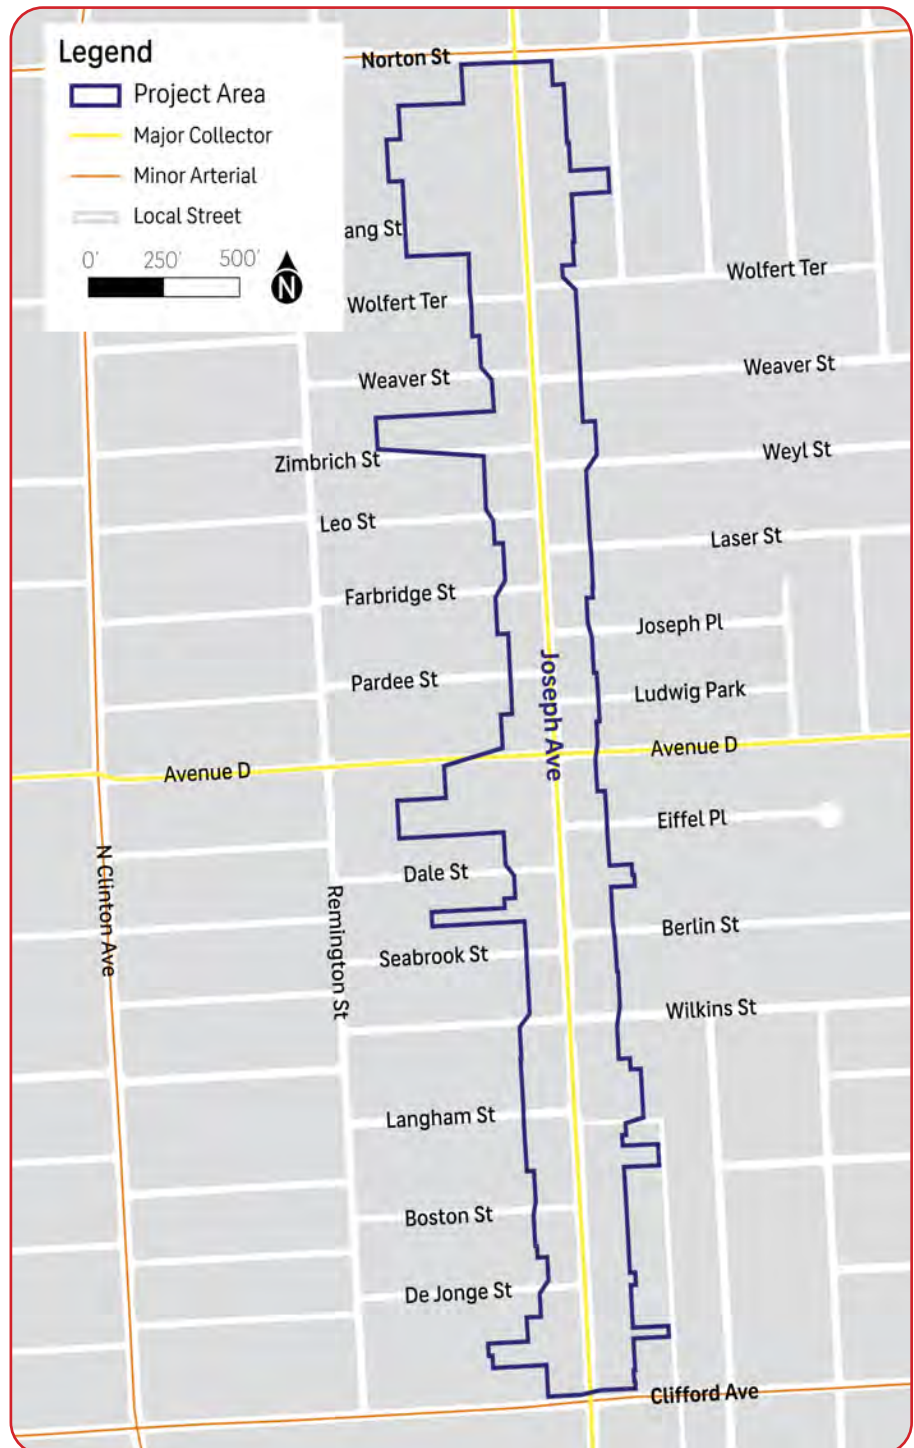 Legend
Project Area
Major Collector
Minor Arterial
Local Street
0' 250' 500'
N
Norton St
ang St
Wolfert Ter
Wolfert Ter
Weaver St
Weaver St
Zimbrich St
Weyl St
Leo St
Laser St
Farbridge St
Joseph Pl
Pardee St
Ludwig Park
Joseph Ave
Avenue D
Avenue D
Eiffel Pl
Dale St
N Clinton Ave
Remington St
Berlin St
Seabrook St
Wilkins St
Langham St
Boston St
De Jonge St
Clifford Ave